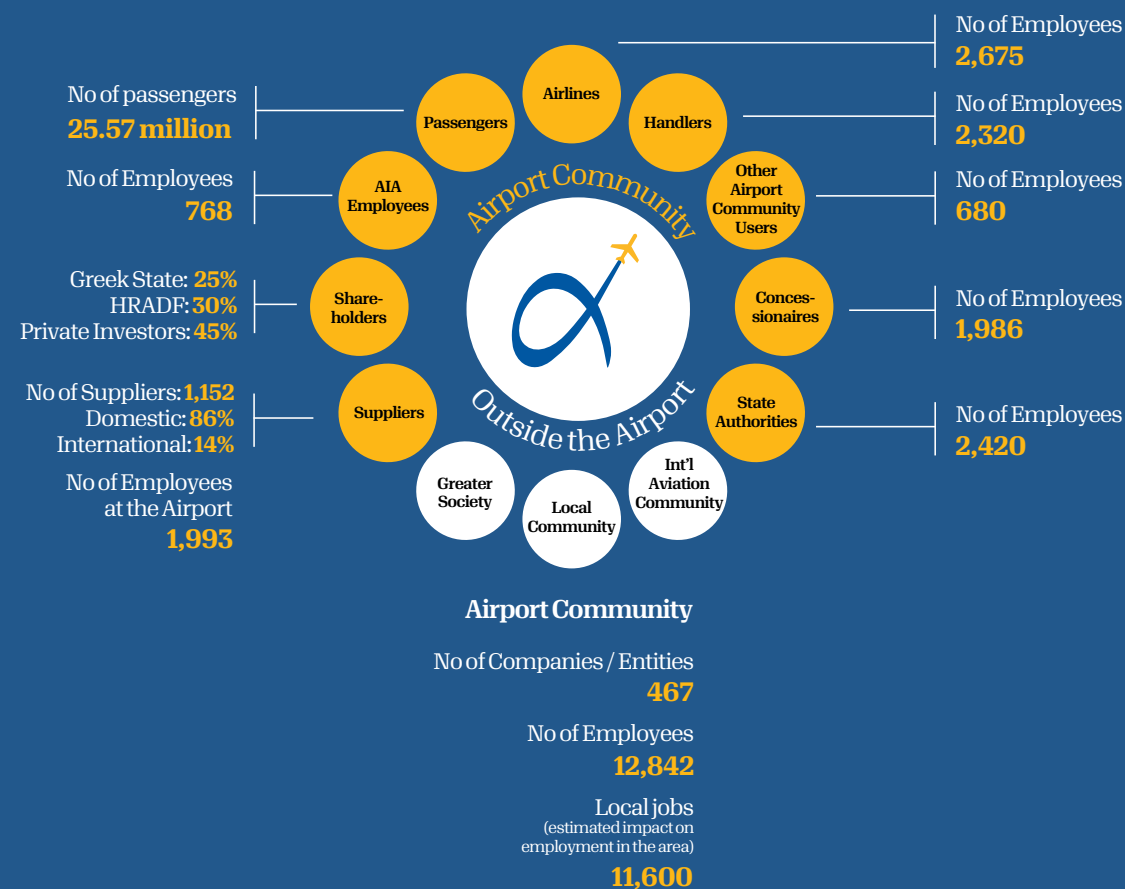 No of Employees
2,675
No of passengers
25.57 million
No of Employees
2,320
No of Employees
768
No of Employees
680
Greek State: 25%
HRADF: 30%
Private Investors: 45%
No of Employees
1,986
No of Suppliers: 1,152
Domestic: 86%
International: 14%
No of Employees
at the Airport
1,993
No of Employees
2,420
Airlines
Passengers
Handlers
AIA
Employees
Other
Airport
Community
Users
Share-
holders
Conces-
sionaires
Suppliers
State
Authorities
Greater
Society
Local
Community
Int'l
Aviation
Community
Airport Community
Outside the Airport
Airport Community
No of Companies / Entities
467
No of Employees
12,842
Local jobs
(estimated impact on
employment in the area)
11,600